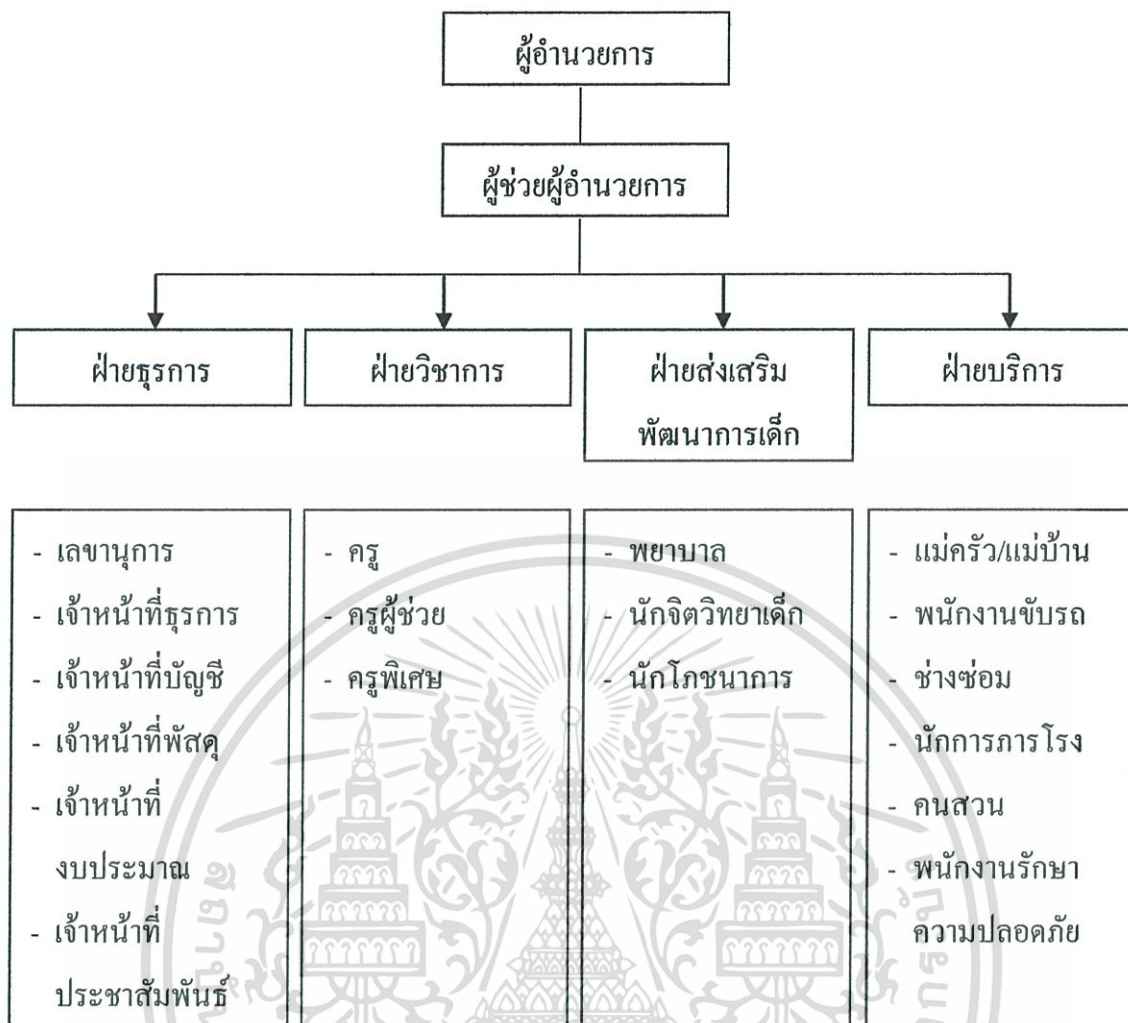 ผู้อำนวยการ
ผู้ช่วยผู้อำนวยการ
ฝ่ายธุรการ
ฝ่ายวิชาการ
ฝ่ายส่งเสริม
พัฒนาการเด็ก
ฝ่ายบริการ
- เลขานุการ
- เจ้าหน้าที่ธุรการ
- เจ้าหน้าที่บัญชี
- เจ้าหน้าที่พัสดุ
- เจ้าหน้าที่
งบประมาณ
- เจ้าหน้าที่
ประชาสัมพันธ์
- ครู
- ครูผู้ช่วย
- ครูพิเศษ
- พยาบาล
- นักจิตวิทยาเด็ก
- นักโภชนาการ
- แม่ครัว/แม่บ้าน
- พนักงานขับรถ
- ช่างซ่อม
- นักการภารโรง
- คนสวน
- พนักงานรักษา
ความปลอดภัย